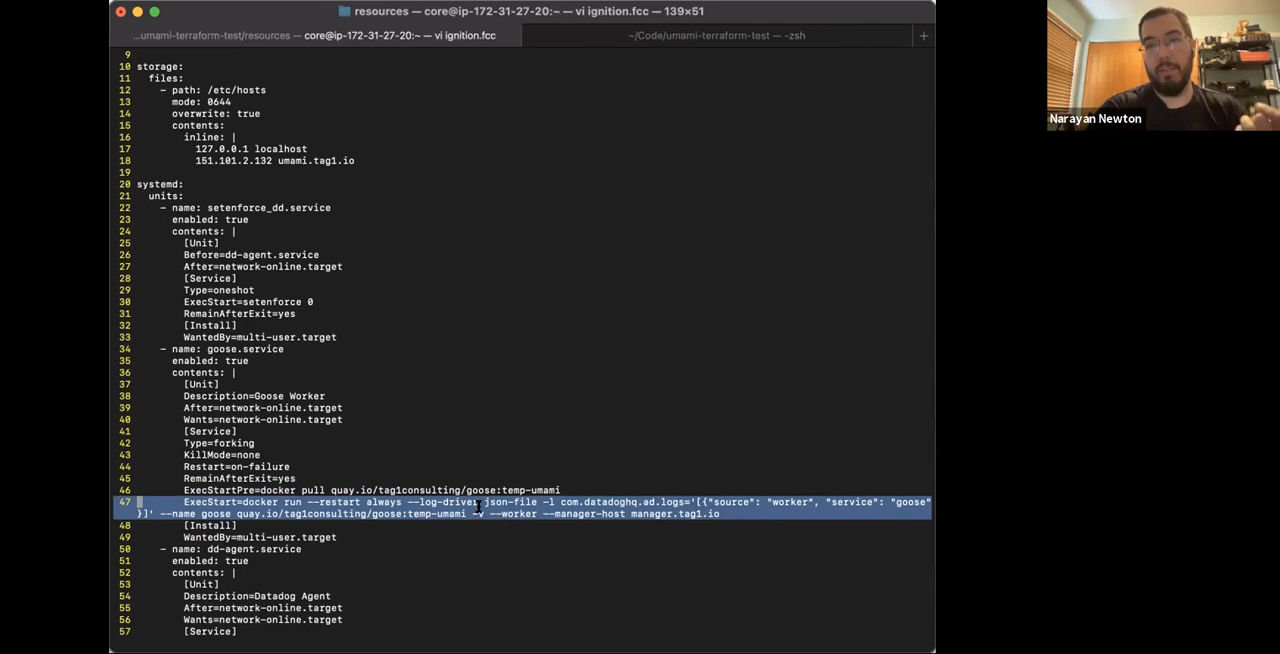 resources — core@ip-172-31-27-20:~ — vi ignition.fcc — 139×51
...umami-terraform-test/resources — core@ip-172-31-27-20:~ — vi ignition.fcc
~/Code/umami-terraform-test — -zsh
+
9
10 storage:
11   files:
12     - path: /etc/hosts
13       mode: 0644
14       overwrite: true
15       contents:
16         inline: |
17           127.0.0.1 localhost
18           151.101.2.132 umami.tag1.io
19
20 systemd:
21   units:
22     - name: setenforce_dd.service
23       enabled: true
24       contents: |
25         [Unit]
26         Before=dd-agent.service
27         After=network-online.target
28         [Service]
29         Type=oneshot
30         ExecStart=setenforce 0
31         RemainAfterExit=yes
32         [Install]
33         WantedBy=multi-user.target
34     - name: goose.service
35       enabled: true
36       contents: |
37         [Unit]
38         Description=Goose Worker
39         After=network-online.target
40         Wants=network-online.target
41         [Service]
42         Type=forking
43         KillMode=none
44         Restart=on-failure
45         RemainAfterExit=yes
46         ExecStartPre=docker pull quay.io/tag1consulting/goose:temp-umami
47         ExecStart=docker run --restart always --log-driver json-file -l com.datadoghq.ad.logs='[{"source": "worker", "service": "goose"
}]' --name goose quay.io/tag1consulting/goose:temp-umami -v --worker --manager-host manager.tag1.io
48         [Install]
49         WantedBy=multi-user.target
50     - name: dd-agent.service
51       enabled: true
52       contents: |
53         [Unit]
54         Description=Datadog Agent
55         After=network-online.target
56         Wants=network-online.target
57         [Service]
Narayan Newton